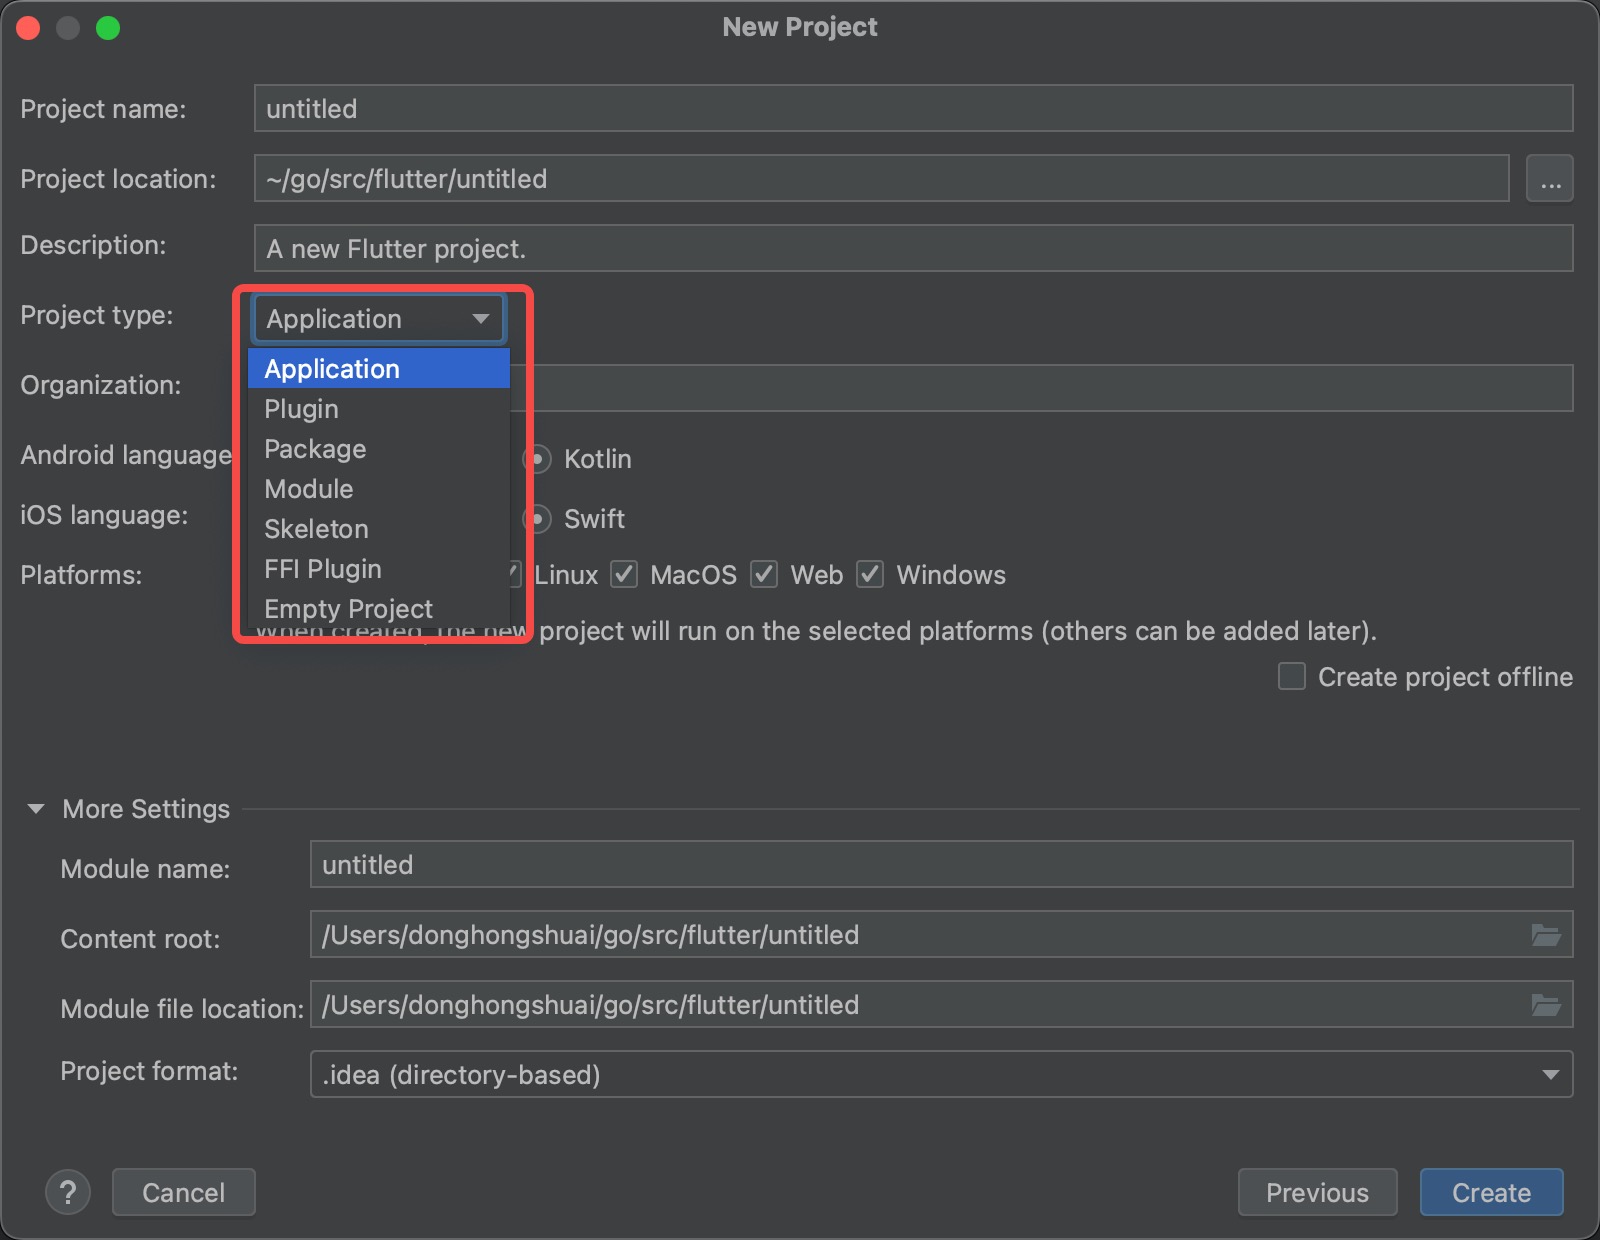 New Project
Project name: untitled
Project location: ~/go/src/flutter/untitled ...
Description: A new Flutter project.
Project type: Application
Application
Organization:
Plugin
Package
Android language Kotlin
Module
iOS language: Swift
Skeleton
FFI Plugin
Platforms: Linux MacOS Web Windows
Empty Project
When created, the new project will run on the selected platforms (others can be added later).
Create project offline
More Settings
Module name: untitled
Content root: /Users/donghongshuai/go/src/flutter/untitled
Module file location: /Users/donghongshuai/go/src/flutter/untitled
Project format: .idea (directory-based)
? Cancel Previous Create